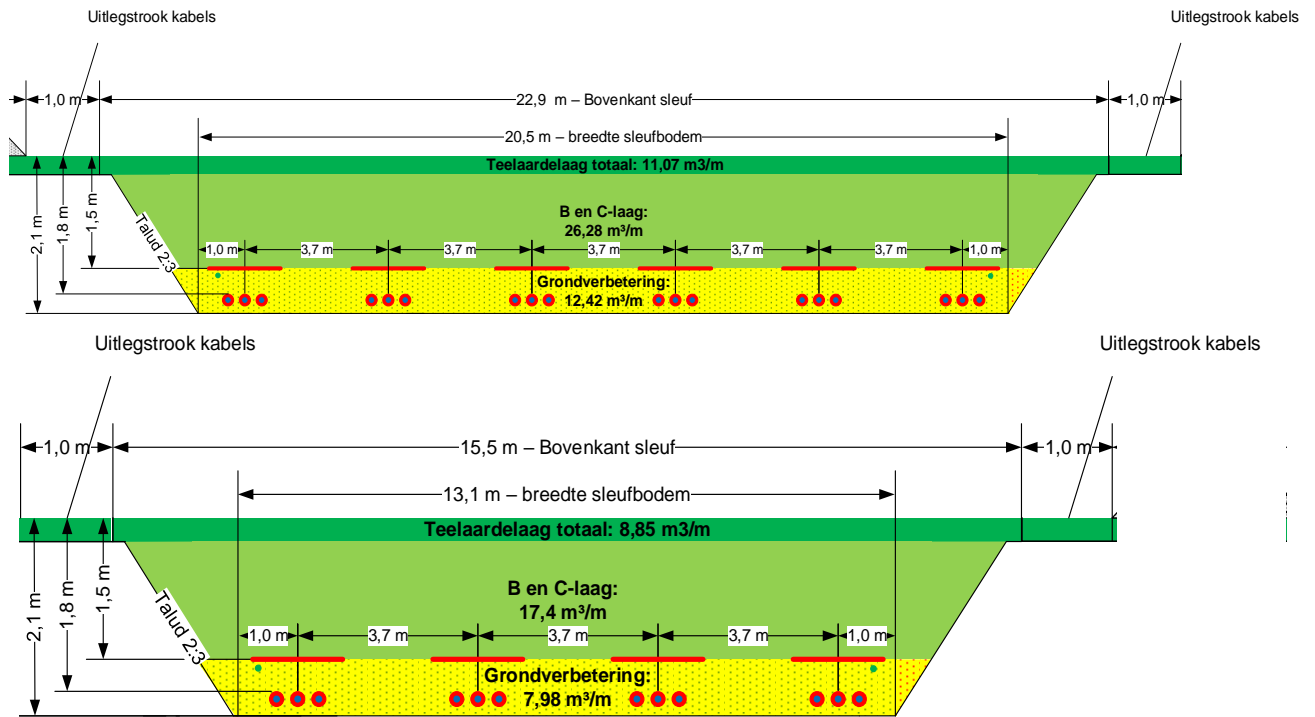 Uitlegstrook kabels
Uitlegstrook kabels
1,0 m
22,9 m – Bovenkant sleuf
1,0 m
20,5 m – breedte sleufbodem
Teelaardelaag totaal: 11,07 m3/m
2,1 m
1,8 m
1,5 m
Talud 2:3
B en C-laag:
26,28 m³/m
1,0 m
3,7 m
3,7 m
3,7 m
3,7 m
3,7 m
1,0 m
Grondverbetering:
12,42 m³/m
Uitlegstrook kabels
Uitlegstrook kabels
1,0 m
15,5 m – Bovenkant sleuf
1,0 m
13,1 m – breedte sleufbodem
Teelaardelaag totaal: 8,85 m3/m
2,1 m
1,8 m
1,5 m
Talud 2:3
B en C-laag:
17,4 m³/m
1,0 m
3,7 m
3,7 m
3,7 m
1,0 m
Grondverbetering:
7,98 m³/m